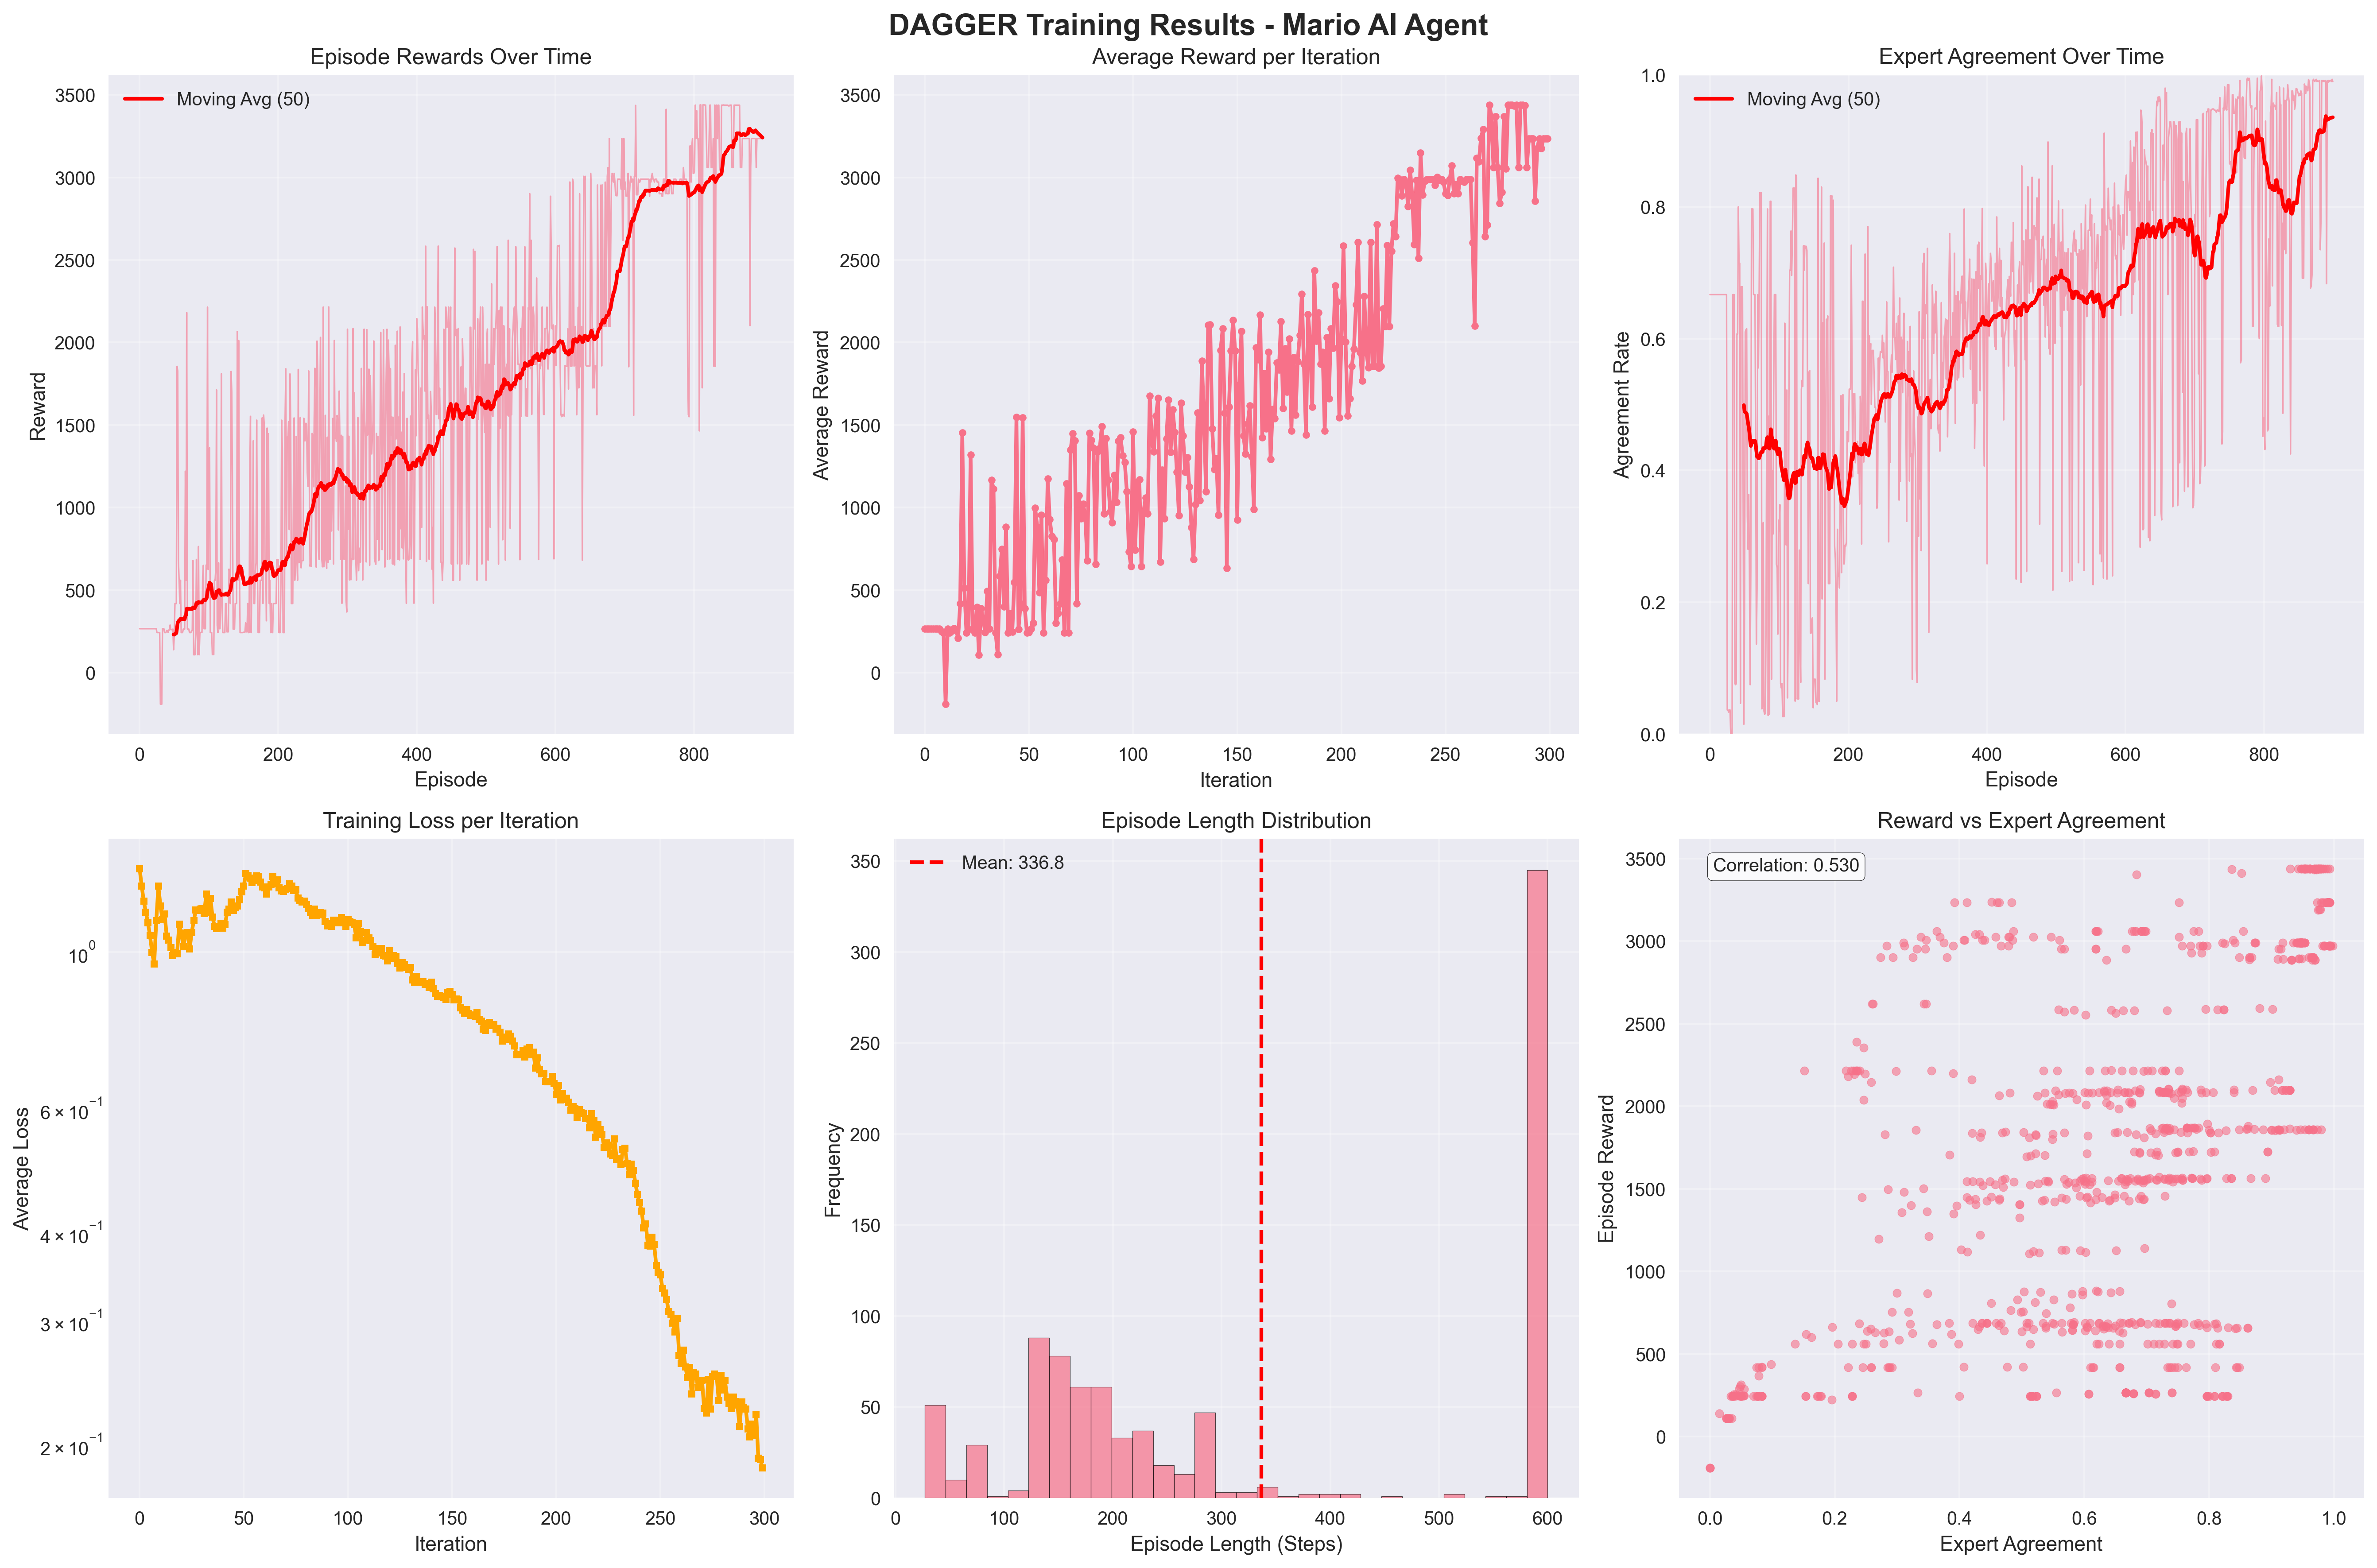 DAGGER Training Results - Mario AI Agent
Episode Rewards Over Time
Moving Avg (50)
3500
3000
2500
2000
1500
1000
500
0
Reward
0 200 400 600 800
Episode
Average Reward per Iteration
3500
3000
2500
2000
1500
1000
500
0
Average Reward
0 50 100 150 200 250 300
Iteration
Expert Agreement Over Time
Moving Avg (50)
1.0
0.8
0.6
0.4
0.2
0.0
Agreement Rate
0 200 400 600 800
Episode
Training Loss per Iteration
10⁰
6 × 10⁻¹
4 × 10⁻¹
3 × 10⁻¹
2 × 10⁻¹
Average Loss
0 50 100 150 200 250 300
Iteration
Episode Length Distribution
Mean: 336.8
350
300
250
200
150
100
50
0
Frequency
0 100 200 300 400 500 600
Episode Length (Steps)
Reward vs Expert Agreement
Correlation: 0.530
3500
3000
2500
2000
1500
1000
500
0
Episode Reward
0.0 0.2 0.4 0.6 0.8 1.0
Expert Agreement